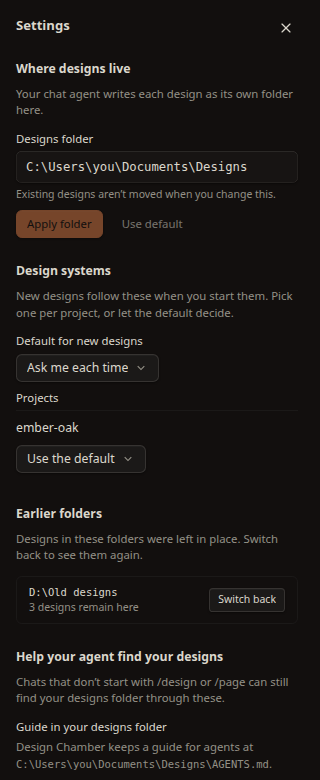 Settings
Where designs live
Your chat agent writes each design as its own folder
here.
Designs folder
C:\Users\you\Documents\Designs
Existing designs aren't moved when you change this.
Apply folder
Use default
Design systems
New designs follow these when you start them. Pick
one per project, or let the default decide.
Default for new designs
Ask me each time
Projects
ember-oak
Use the default
Earlier folders
Designs in these folders were left in place. Switch
back to see them again.
D:\Old designs
3 designs remain here
Switch back
Help your agent find your designs
Chats that don't start with /design or /page can still
find your designs folder through these.
Guide in your designs folder
Design Chamber keeps a guide for agents at
C:\Users\you\Documents\Designs\AGENTS.md.